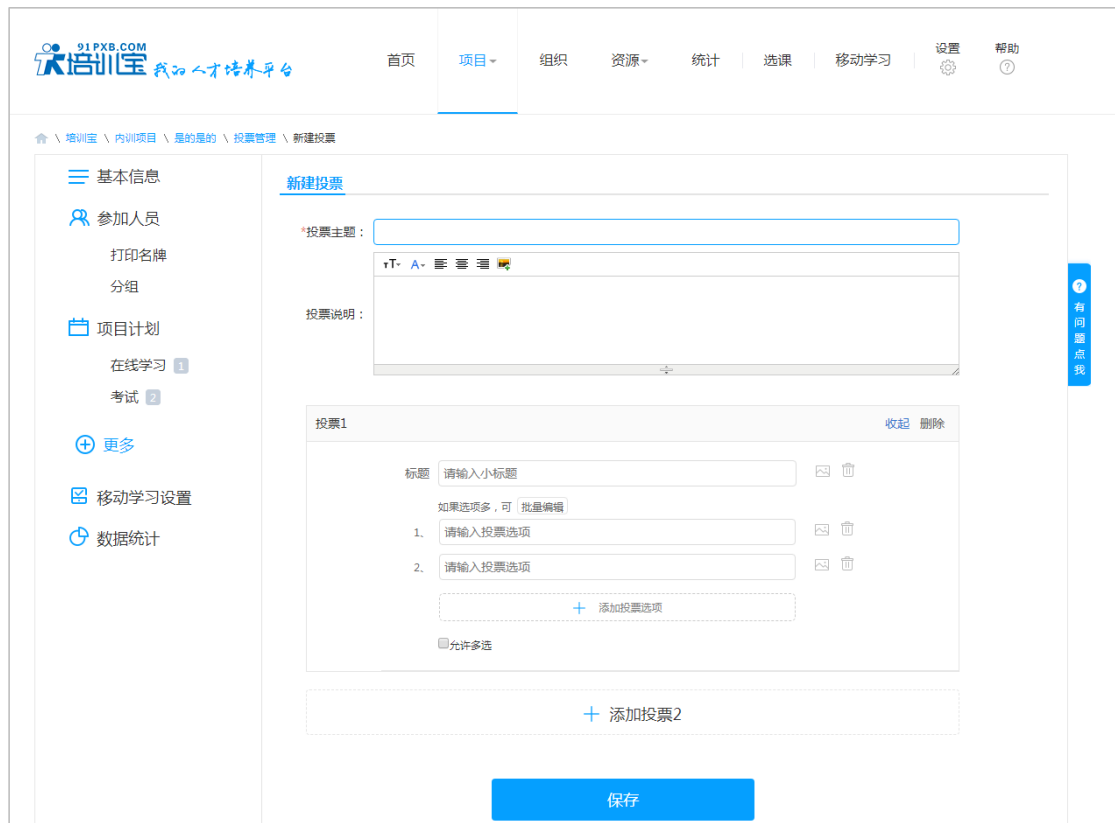 91PXB.COM
培训宝 我的人才培养平台
首页 项目 组织 资源 统计 选课 移动学习 设置 帮助
\ 培训宝 \ 内训项目 \ 是的是的 \ 投票管理 \ 新建投票
基本信息
参加人员
打印名牌
分组
项目计划
在线学习 1
考试 2
更多
移动学习设置
数据统计
新建投票
*投票主题：
投票说明：
投票1 收起 删除
标题 请输入小标题
如果选项多，可 批量编辑
1、 请输入投票选项
2、 请输入投票选项
添加投票选项
允许多选
添加投票2
保存
有问题点我